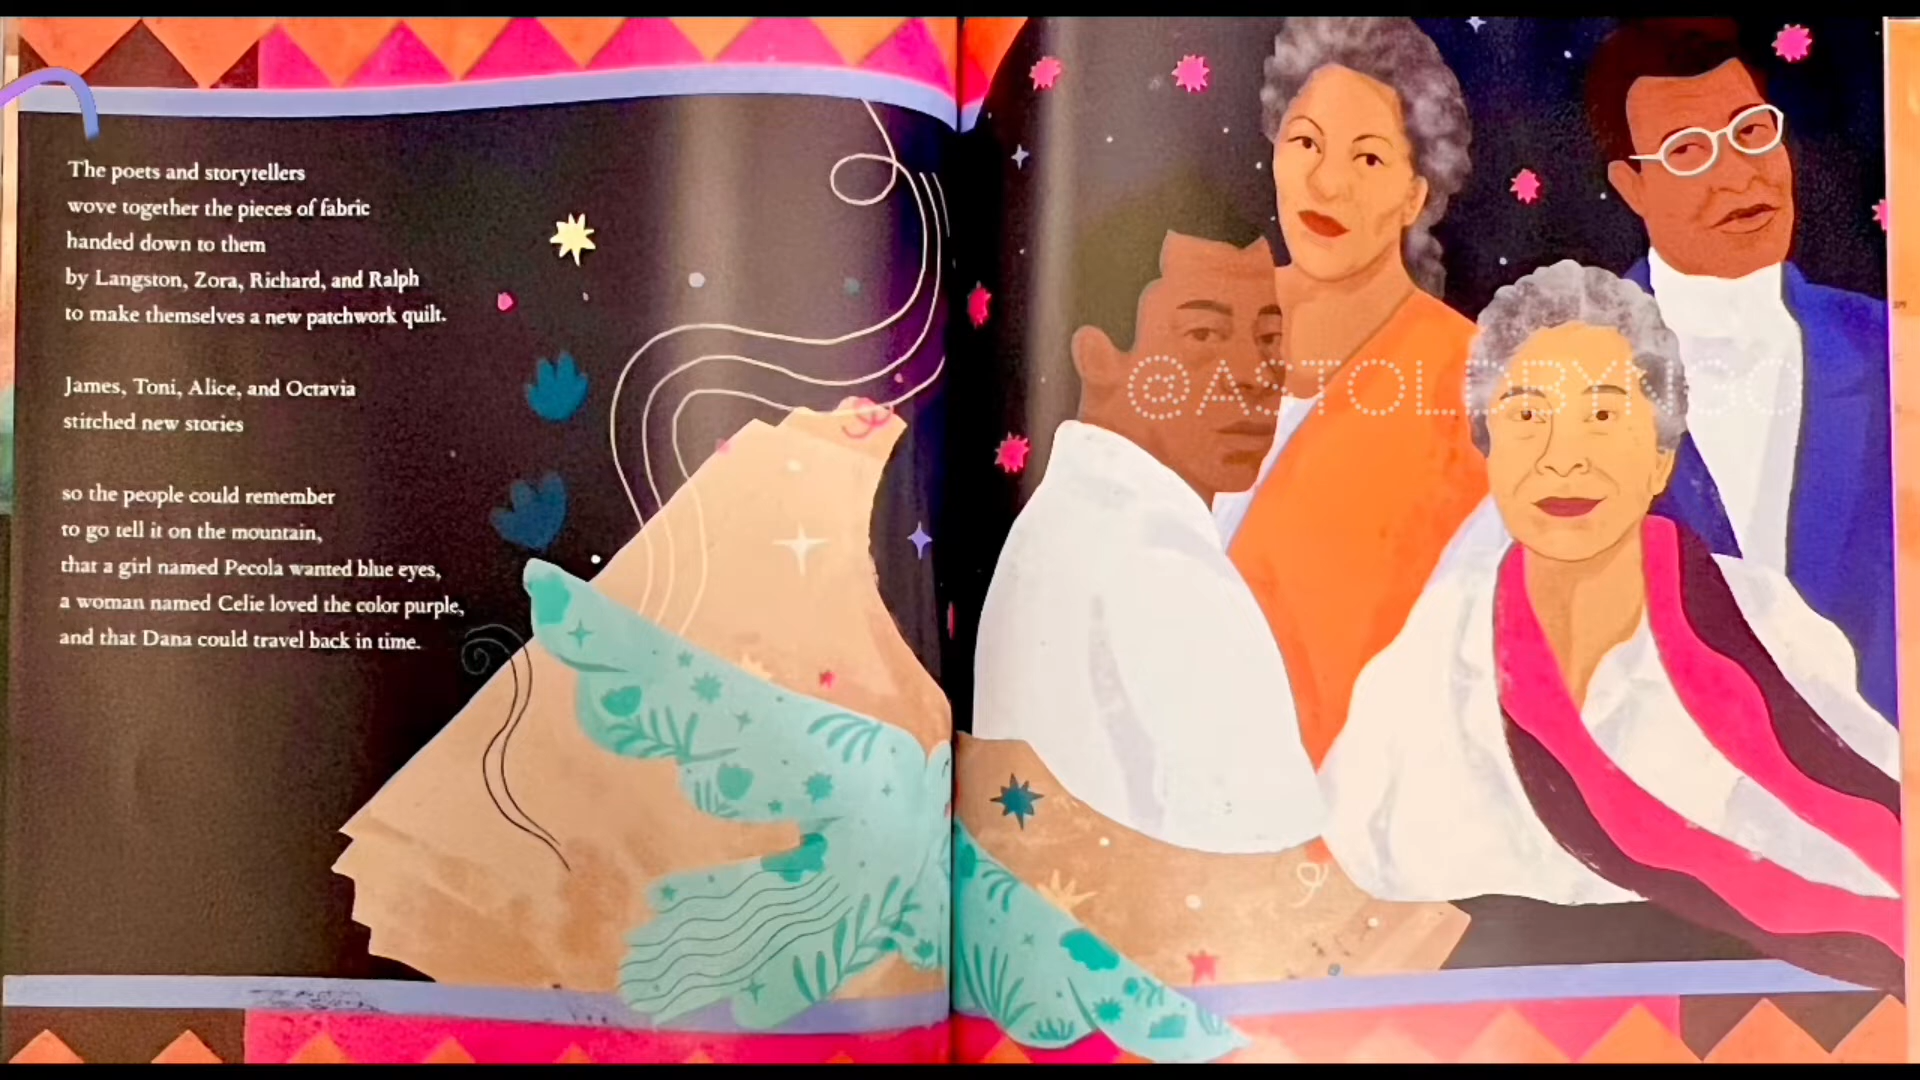 The poets and storytellers
wove together the pieces of fabric
handed down to them
by Langston, Zora, Richard, and Ralph
to make themselves a new patchwork quilt.
James, Toni, Alice, and Octavia
stitched new stories
so the people could remember
to go tell it on the mountain,
that a girl named Pecola wanted blue eyes,
a woman named Celie loved the color purple,
and that Dana could travel back in time.
@ASTOLDBYNGO